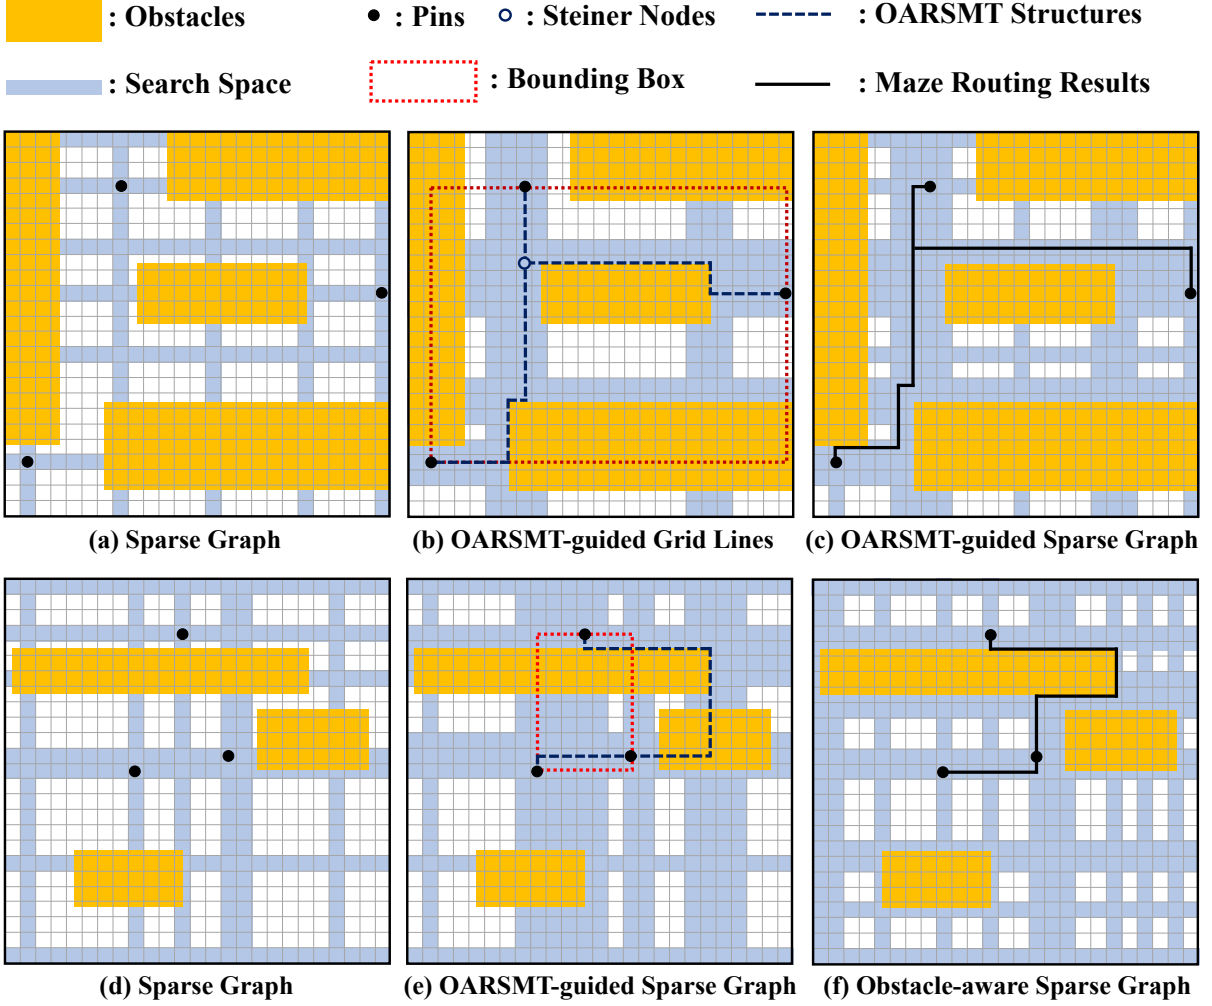 : Obstacles : Pins : Steiner Nodes : OARSMT Structures
: Search Space : Bounding Box : Maze Routing Results
(a) Sparse Graph (b) OARSMT-guided Grid Lines (c) OARSMT-guided Sparse Graph
(d) Sparse Graph (e) OARSMT-guided Sparse Graph (f) Obstacle-aware Sparse Graph